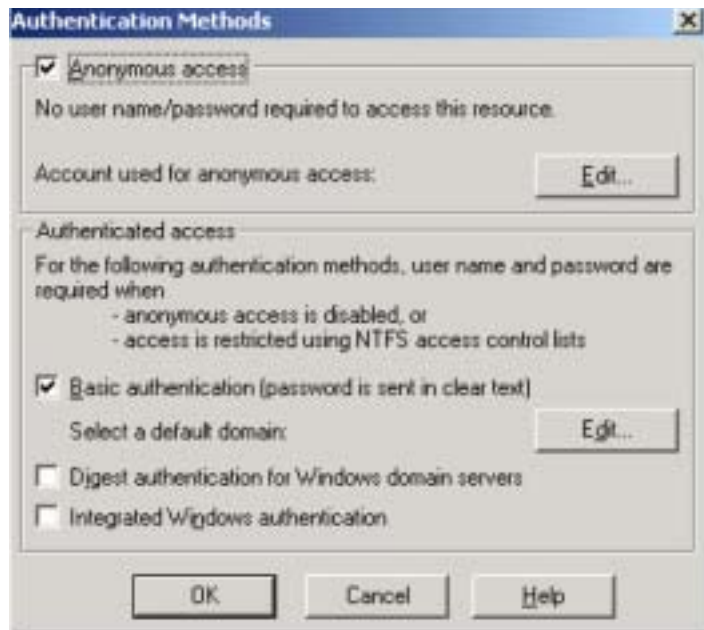 Authentication Methods
Anonymous access
No user name/password required to access this resource.
Account used for anonymous access:
Edit...
Authenticated access
For the following authentication methods, user name and password are
required when
- anonymous access is disabled, or
- access is restricted using NTFS access control lists
Basic authentication (password is sent in clear text)
Select a default domain:
Edit...
Digest authentication for Windows domain servers
Integrated Windows authentication
OK
Cancel
Help